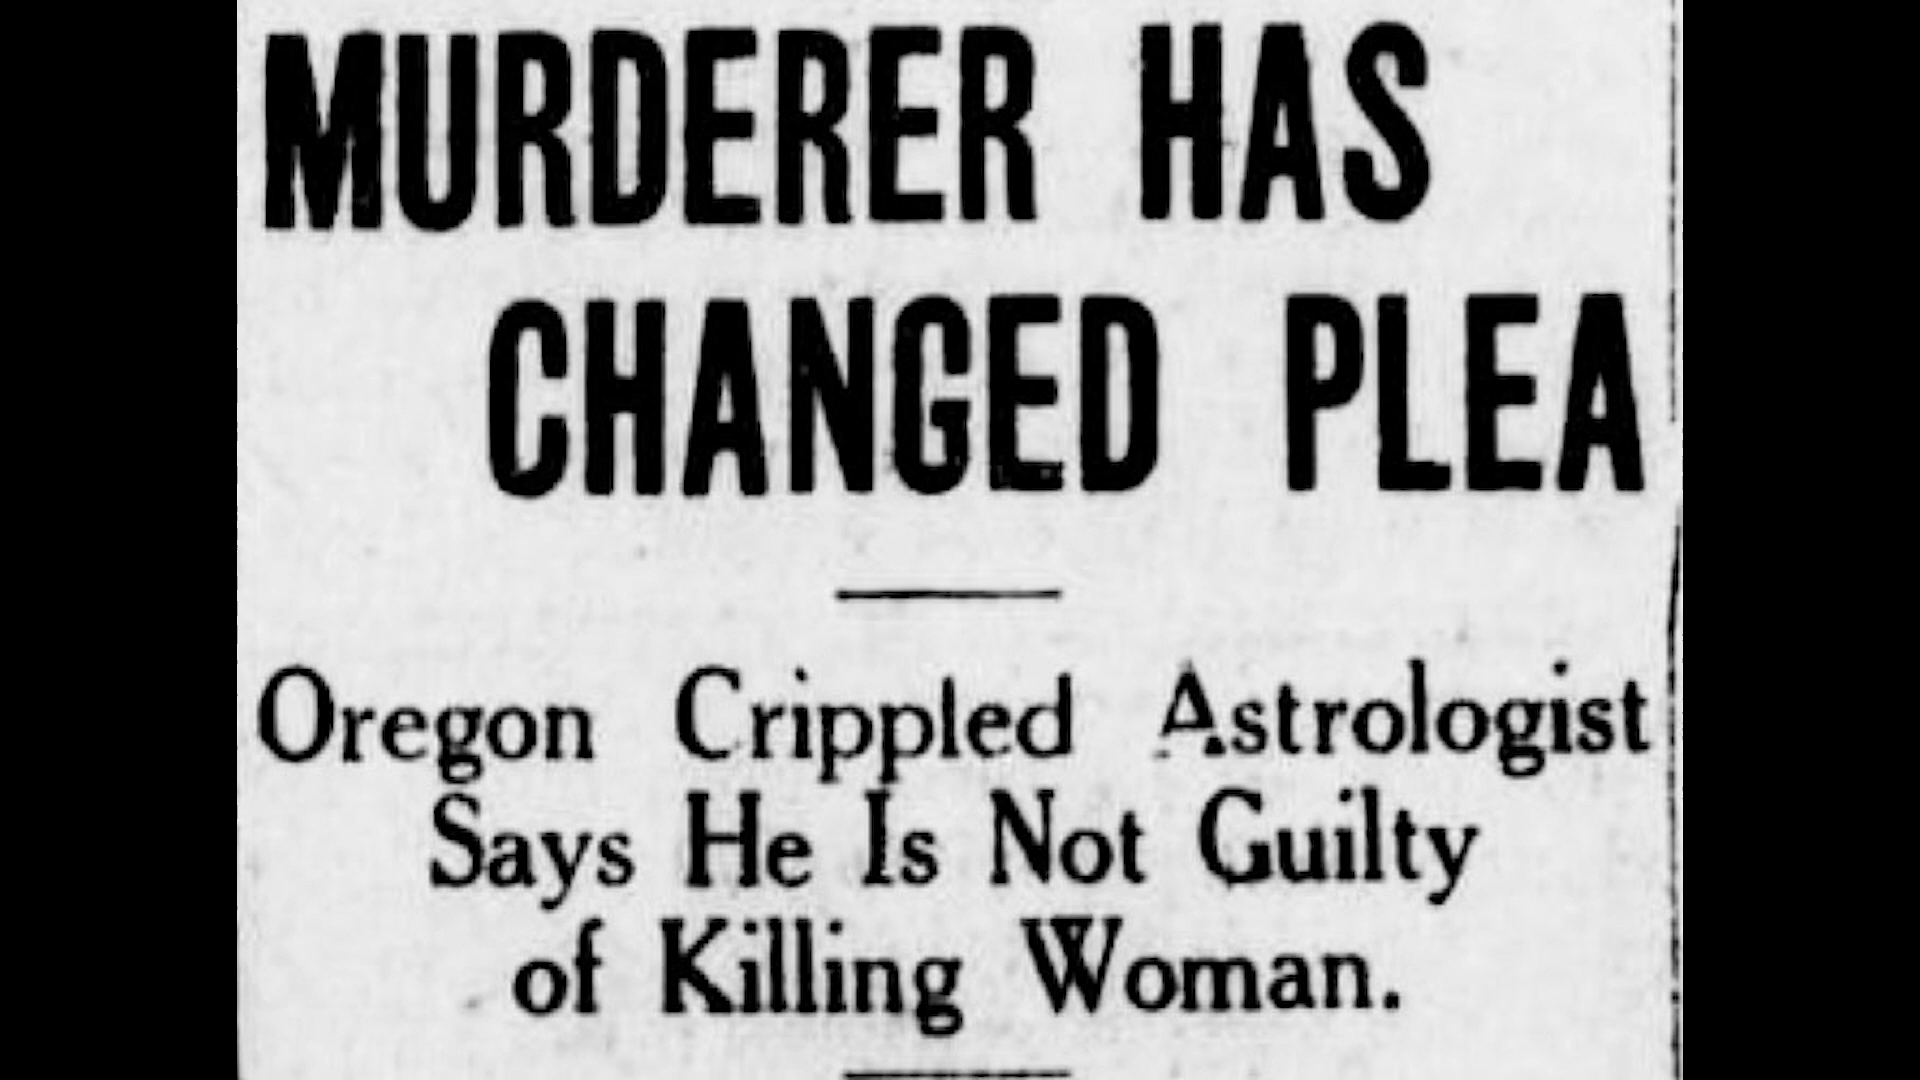 MURDERER HAS
CHANGED PLEA
Oregon Crippled Astrologist
Says He Is Not Guilty
of Killing Woman.